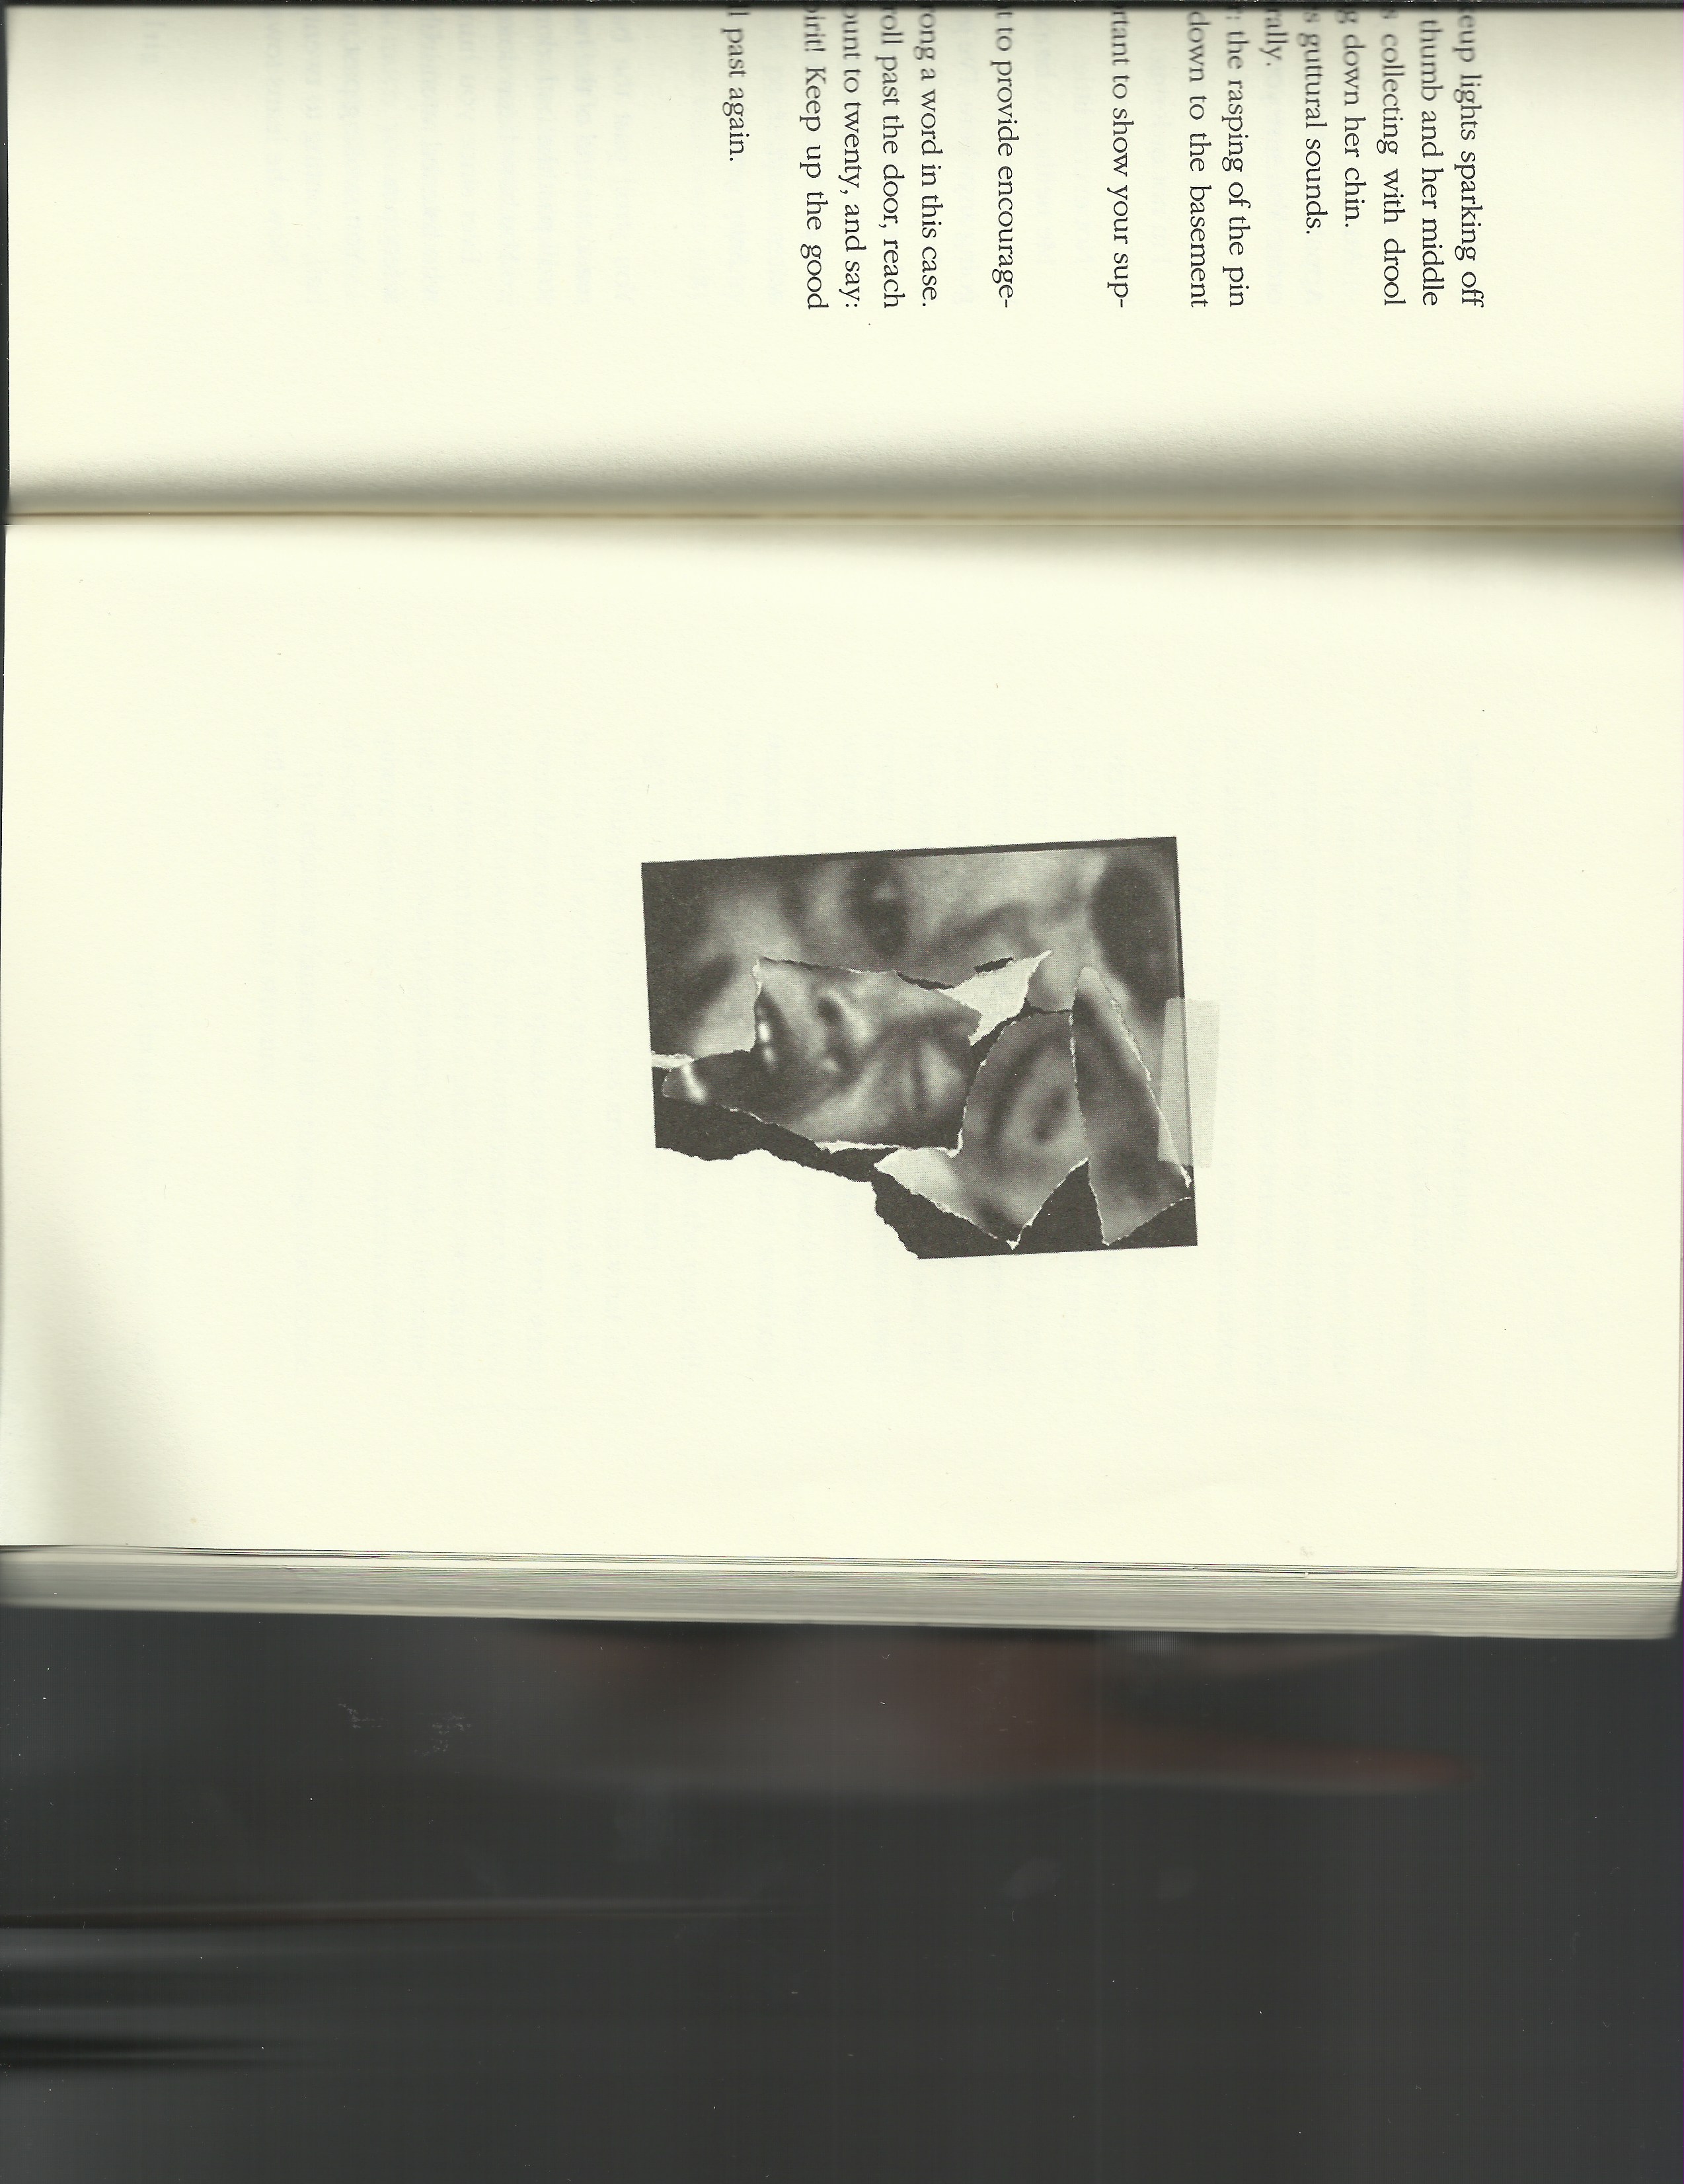 eup lights sparking off
thumb and her middle
s collecting with drool
g down her chin.
s guttural sounds.
rally.
r: the rasping of the pin
down to the basement
rtant to show your sup-
t to provide encourage-
rong a word in this case.
roll past the door, reach
ount to twenty, and say:
pirit! Keep up the good
l past again.